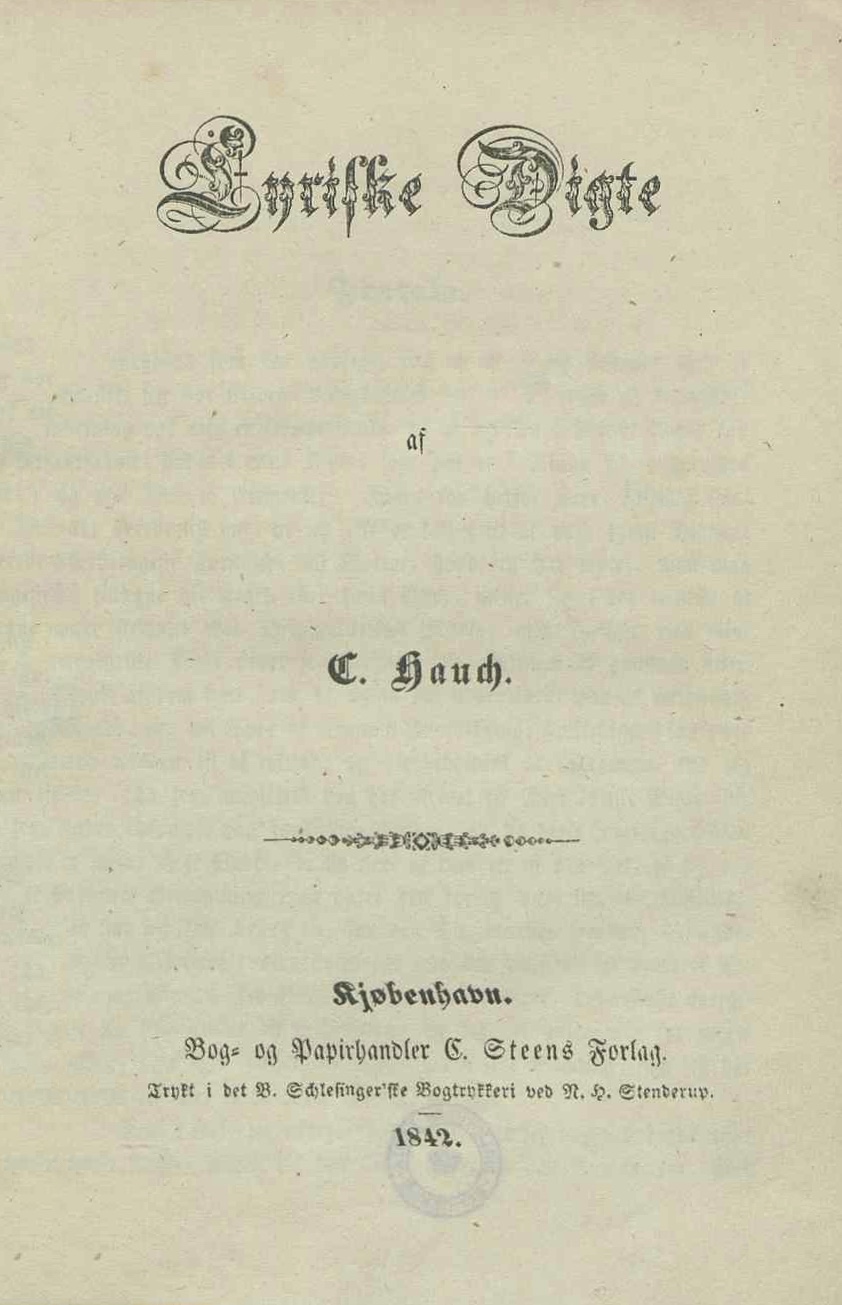 Lyriske Digte
af
C. Hauch.
Kjøbenhavn.
Bog- og Papirhandler C. Steens Forlag.
Trykt i det B. Schlesinger'ske Bogtrykkeri ved N. H. Stenderup.
1842.